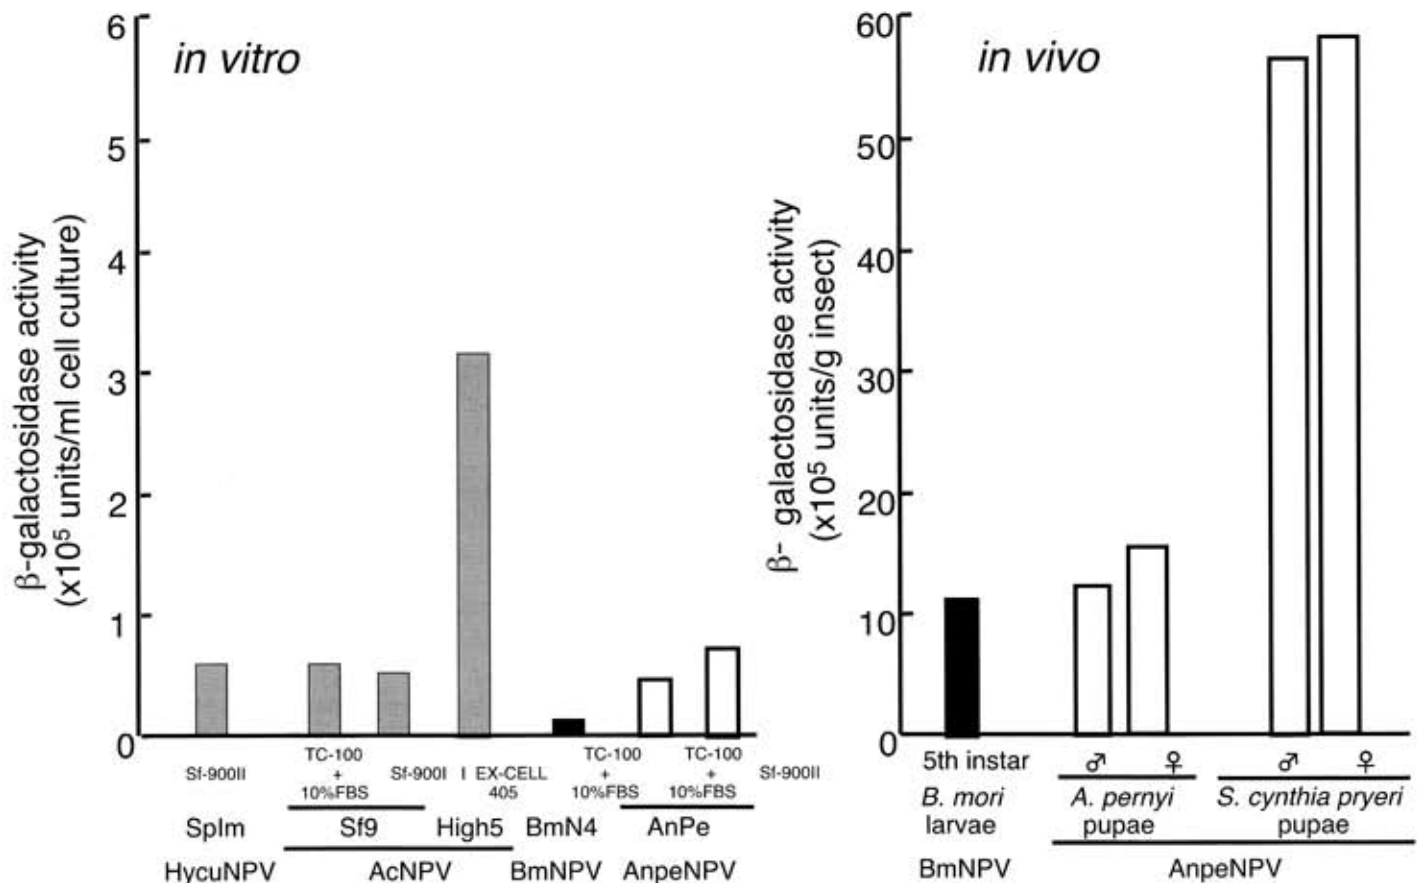 in vitro
β-galactosidase activity
(x10⁵ units/ml cell culture)
6
5
4
3
2
1
0
Sf-900II
TC-100
+
10%FBS
Sf-900I I
EX-CELL
405
TC-100
+
10%FBS
TC-100
+
10%FBS
Sf-900II
SpIm
Sf9
High5
BmN4
AnPe
HycuNPV
AcNPV
BmNPV
AnpeNPV
in vivo
β- galactosidase activity
(x10⁵ units/g insect)
60
50
40
30
20
10
0
5th instar
♂
♀
♂
♀
B. mori
larvae
A. pernyi
pupae
S. cynthia pryeri
pupae
BmNPV
AnpeNPV